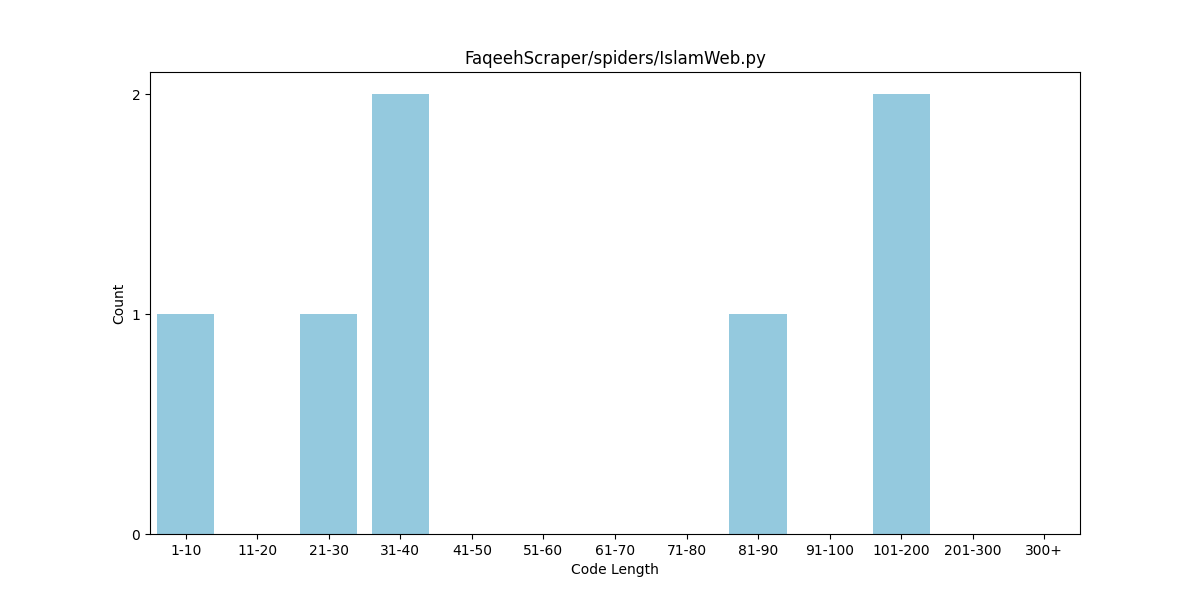 FaqeehScraper/spiders/IslamWeb.py
Count
2
1
0
1-10 11-20 21-30 31-40 41-50 51-60 61-70 71-80 81-90 91-100 101-200 201-300 300+
Code Length